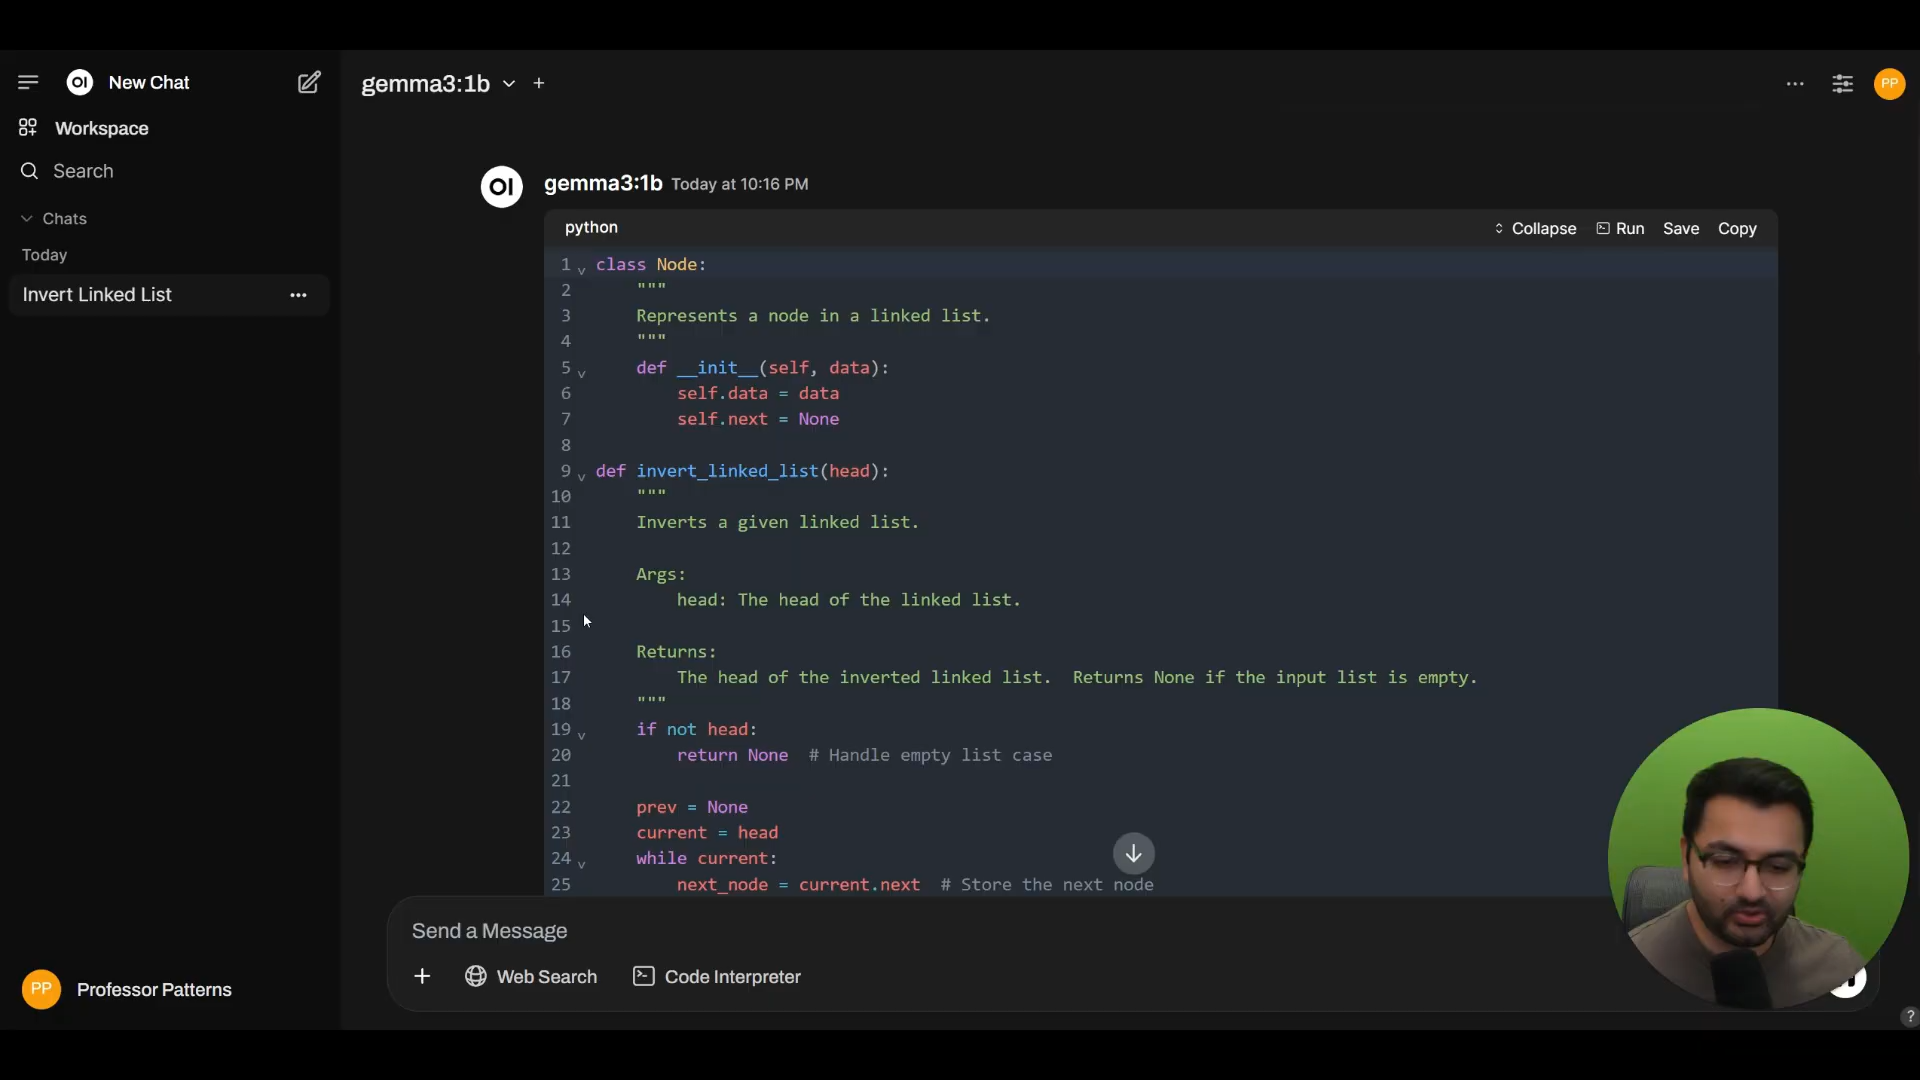 OI New Chat
Workspace
Search
Chats
Today
Invert Linked List
PP Professor Patterns
gemma3:1b
PP
OI gemma3:1b Today at 10:16 PM
python Collapse Run Save Copy
1 class Node:
2     """
3     Represents a node in a linked list.
4     """
5     def __init__(self, data):
6         self.data = data
7         self.next = None
8
9 def invert_linked_list(head):
10     """
11     Inverts a given linked list.
12
13     Args:
14         head: The head of the linked list.
15
16     Returns:
17         The head of the inverted linked list.  Returns None if the input list is empty.
18     """
19     if not head:
20         return None  # Handle empty list case
21
22     prev = None
23     current = head
24     while current:
25         next_node = current.next  # Store the next node
Send a Message
+ Web Search Code Interpreter
?